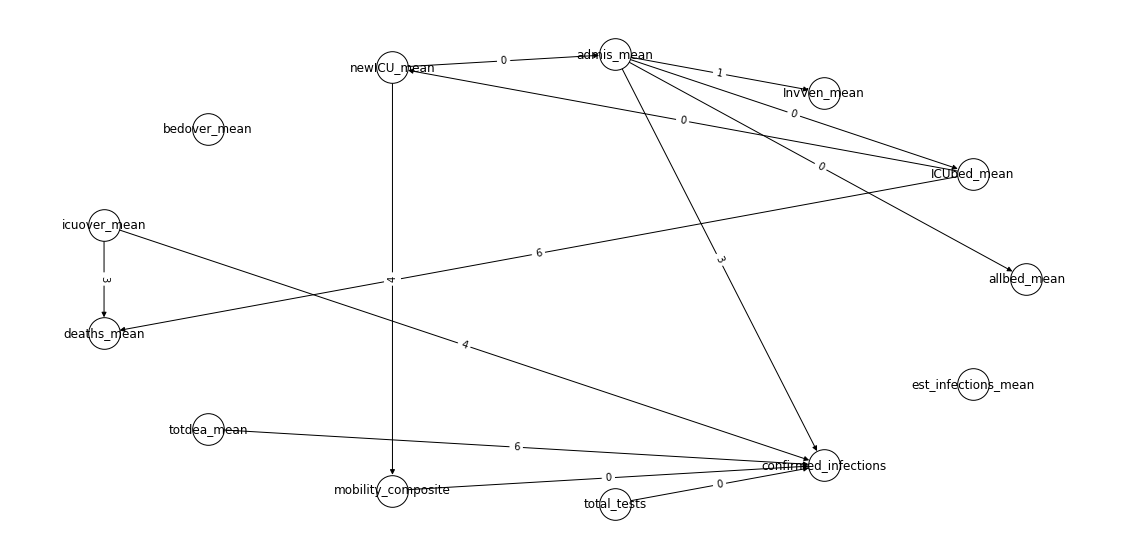 admis_mean
newICU_mean
0
1
InvVen_mean
0
0
bedover_mean
0
ICUbed_mean
icuover_mean
6
3
3
4
allbed_mean
deaths_mean
4
est_infections_mean
totdea_mean
6
confirmed_infections
0
0
mobility_composite
total_tests